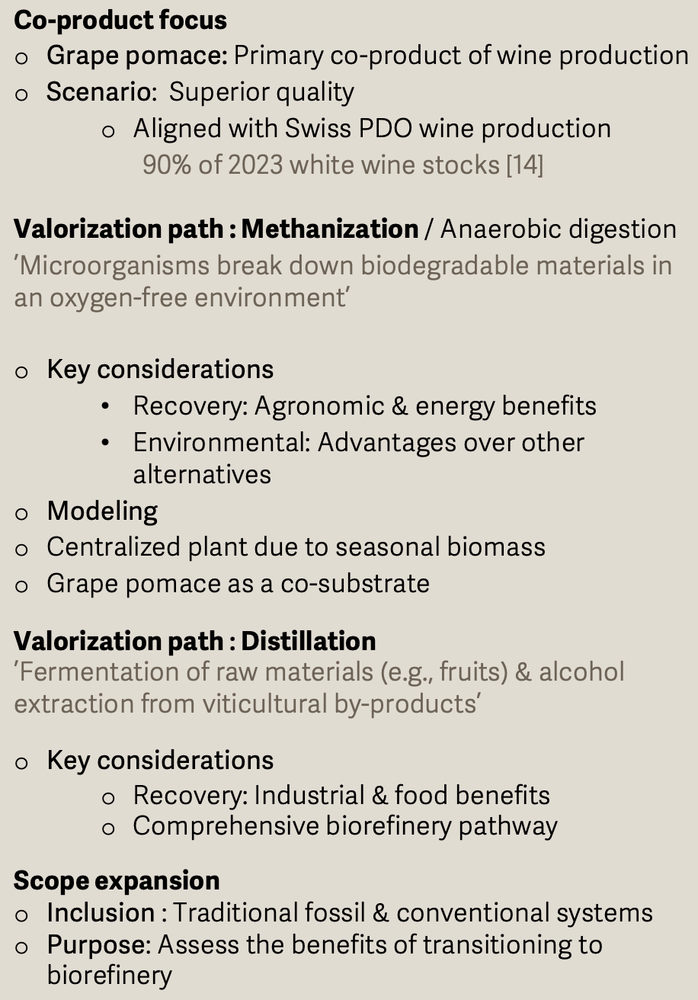 Co-product focus
o Grape pomace: Primary co-product of wine production
o Scenario: Superior quality
o Aligned with Swiss PDO wine production
90% of 2023 white wine stocks [14]
Valorization path : Methanization / Anaerobic digestion
'Microorganisms break down biodegradable materials in
an oxygen-free environment'
o Key considerations
• Recovery: Agronomic & energy benefits
• Environmental: Advantages over other
alternatives
o Modeling
o Centralized plant due to seasonal biomass
o Grape pomace as a co-substrate
Valorization path : Distillation
'Fermentation of raw materials (e.g., fruits) & alcohol
extraction from viticultural by-products'
o Key considerations
o Recovery: Industrial & food benefits
o Comprehensive biorefinery pathway
Scope expansion
o Inclusion : Traditional fossil & conventional systems
o Purpose: Assess the benefits of transitioning to
biorefinery